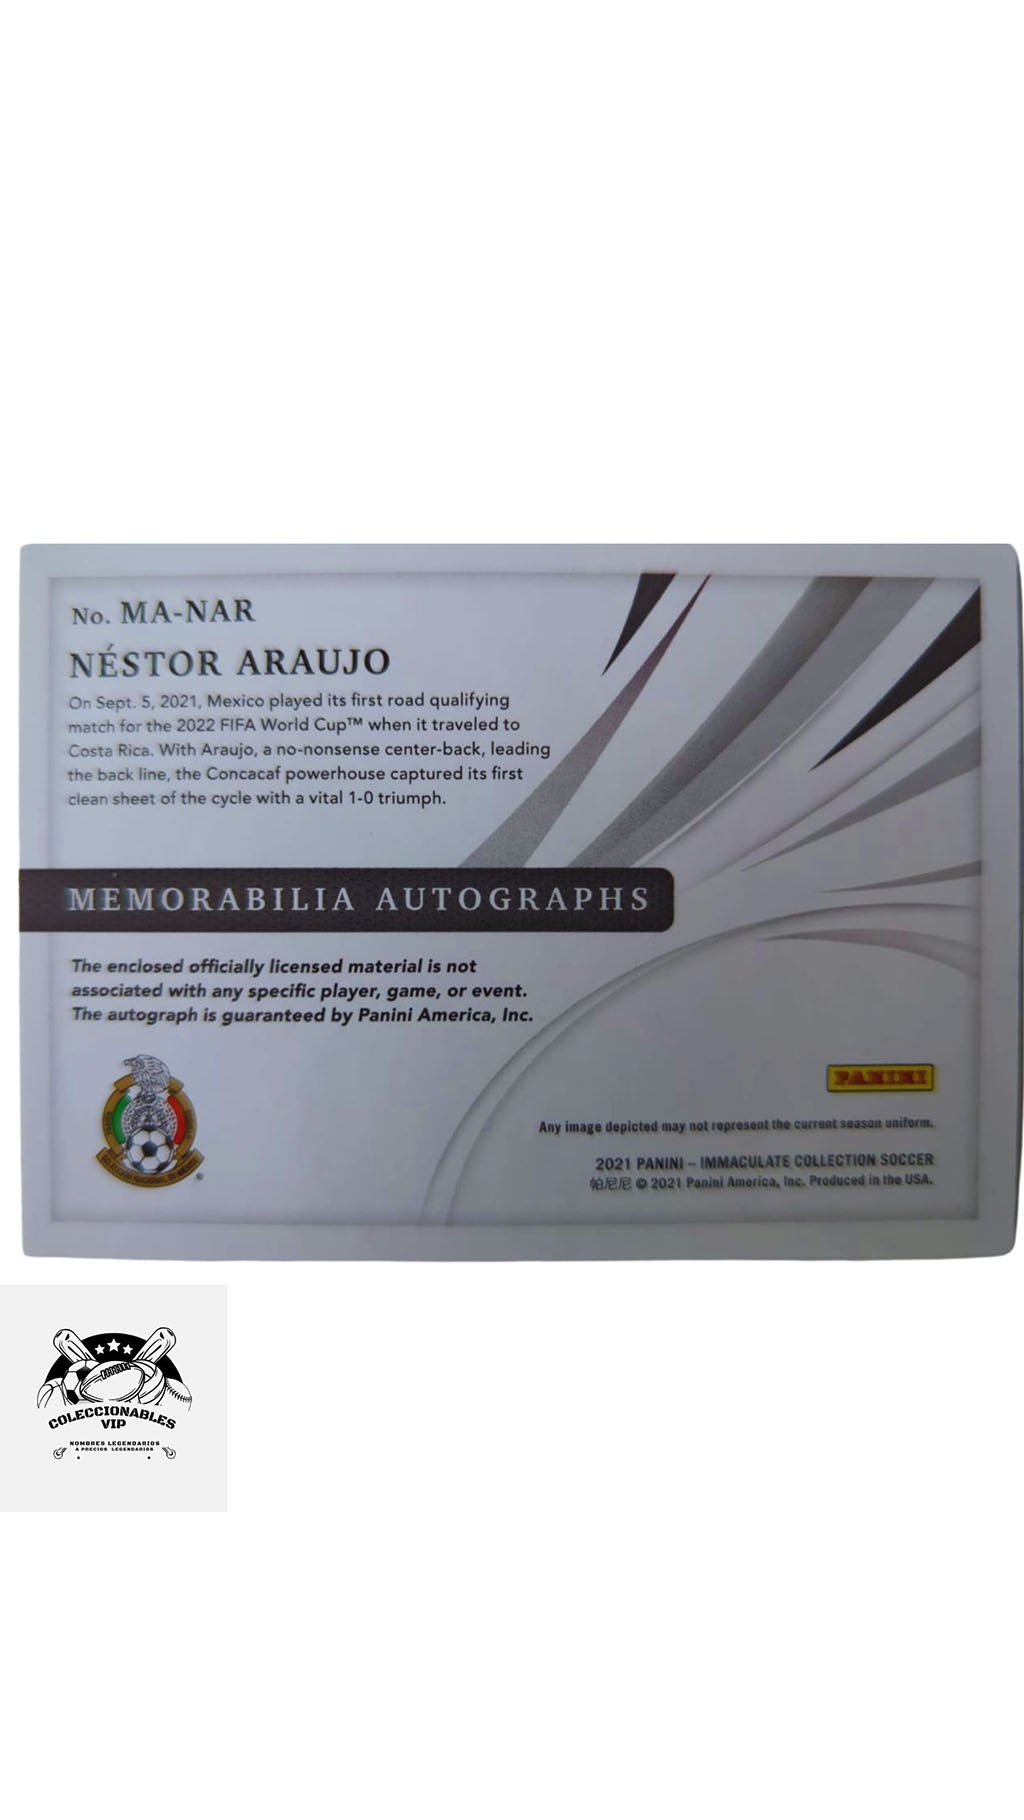 No. MA-NAR
NÉSTOR ARAUJO
On Sept. 5, 2021, Mexico played its first road qualifying
match for the 2022 FIFA World Cup™ when it traveled to
Costa Rica. With Araujo, a no-nonsense center-back, leading
the back line, the Concacaf powerhouse captured its first
clean sheet of the cycle with a vital 1-0 triumph.
MEMORABILIA AUTOGRAPHS
The enclosed officially licensed material is not
associated with any specific player, game, or event.
The autograph is guaranteed by Panini America, Inc.
PANINI
Any image depicted may not represent the current season uniform.
2021 PANINI – IMMACULATE COLLECTION SOCCER
帕尼尼 © 2021 Panini America, Inc. Produced in the USA.
®
COLECCIONABLES
VIP
NOMBRES LEGENDARIOS
A PRECIOS LEGENDARIOS